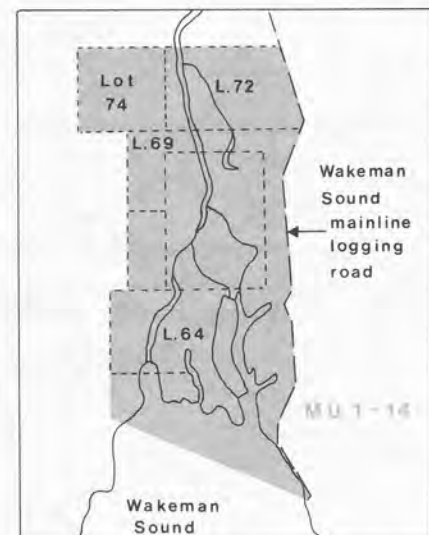 Lot
74
L.72
L.69
Wakeman
Sound
mainline
logging
road
L.64
MU 1-14
Wakeman
Sound